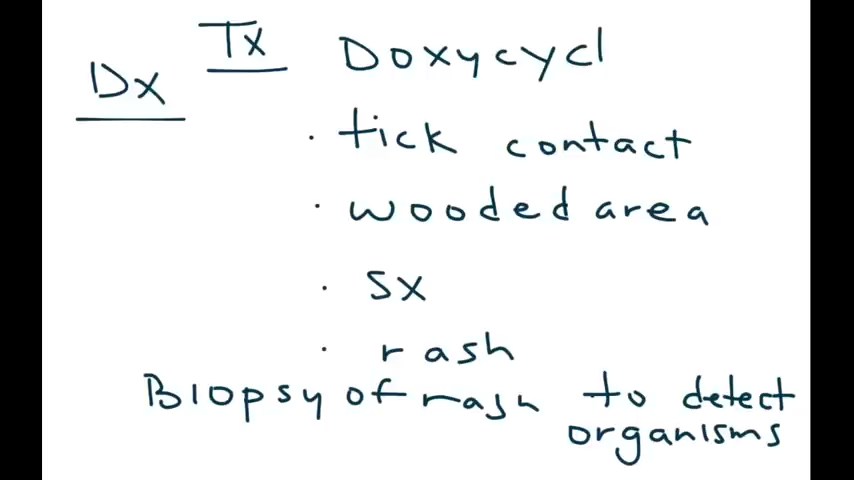 Tx Doxycycl
Dx
· tick contact
· wooded area
· sx
· rash
Biopsy of rash to detect
organisms